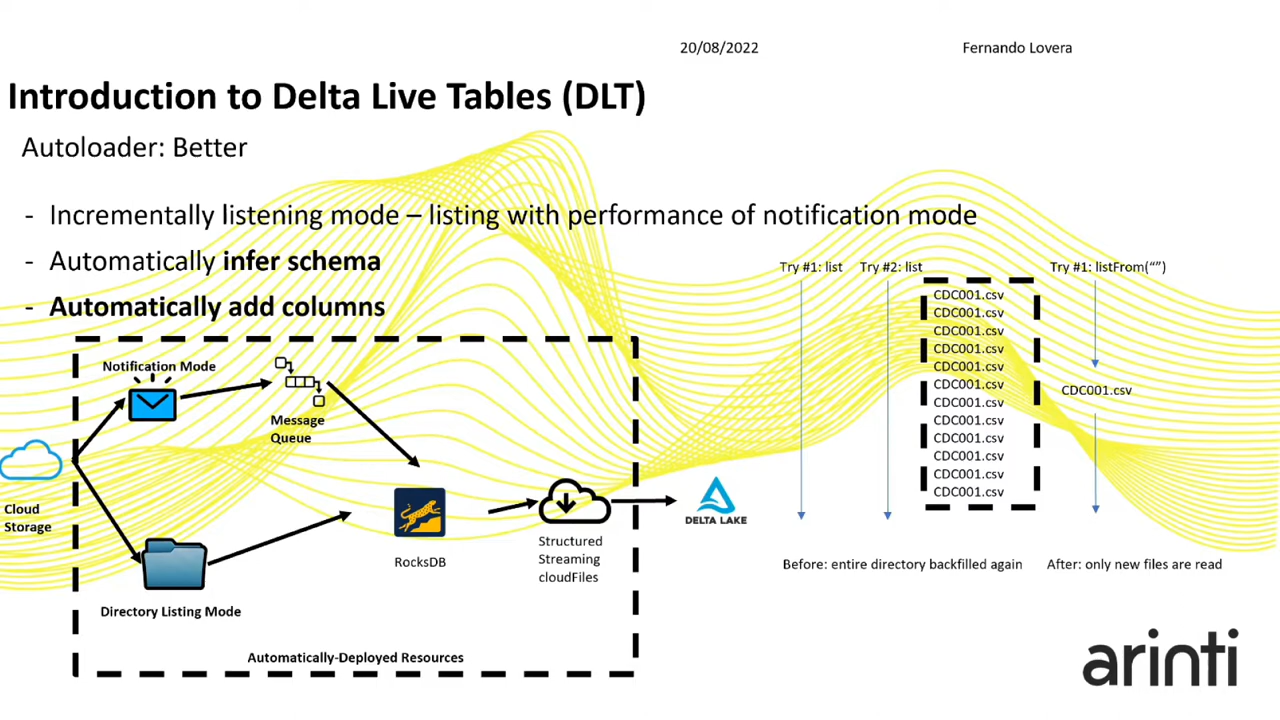 20/08/2022
Fernando Lovera
Introduction to Delta Live Tables (DLT)
Autoloader: Better
- Incrementally listening mode – listing with performance of notification mode
- Automatically infer schema
- Automatically add columns
Notification Mode
Message
Queue
Cloud
Storage
RocksDB
Structured
Streaming
cloudFiles
DELTA LAKE
Directory Listing Mode
Automatically-Deployed Resources
Try #1: list
Try #2: list
CDC001.csv
CDC001.csv
CDC001.csv
CDC001.csv
CDC001.csv
CDC001.csv
CDC001.csv
CDC001.csv
CDC001.csv
CDC001.csv
CDC001.csv
CDC001.csv
Try #1: listFrom(“”)
CDC001.csv
Before: entire directory backfilled again
After: only new files are read
arinti